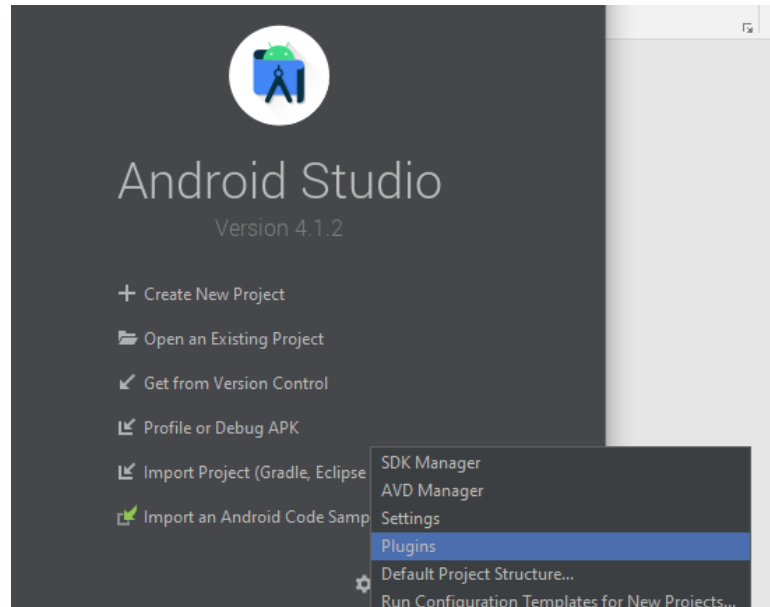 Android Studio
Version 4.1.2
Create New Project
Open an Existing Project
Get from Version Control
Profile or Debug APK
Import Project (Gradle, Eclipse
Import an Android Code Samp
SDK Manager
AVD Manager
Settings
Plugins
Default Project Structure...
Run Configuration Templates for New Projects...